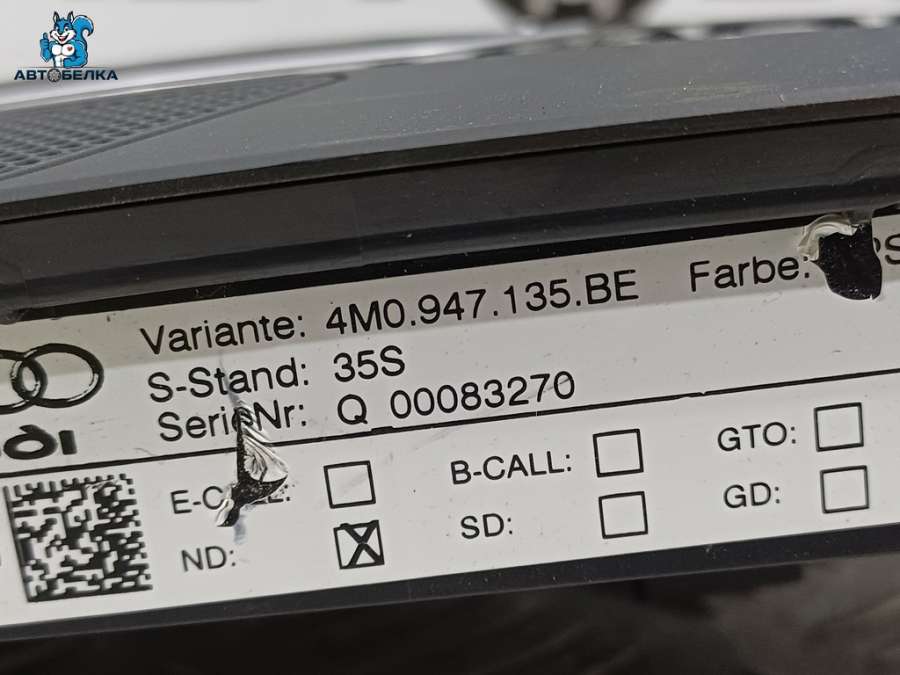 АВТОБЕЛКА
Variante: 4M0.947.135.BE Farbe:
S-Stand: 35S
SerieNr: Q 00083270
B-CALL: GTO:
ND: SD: GD: